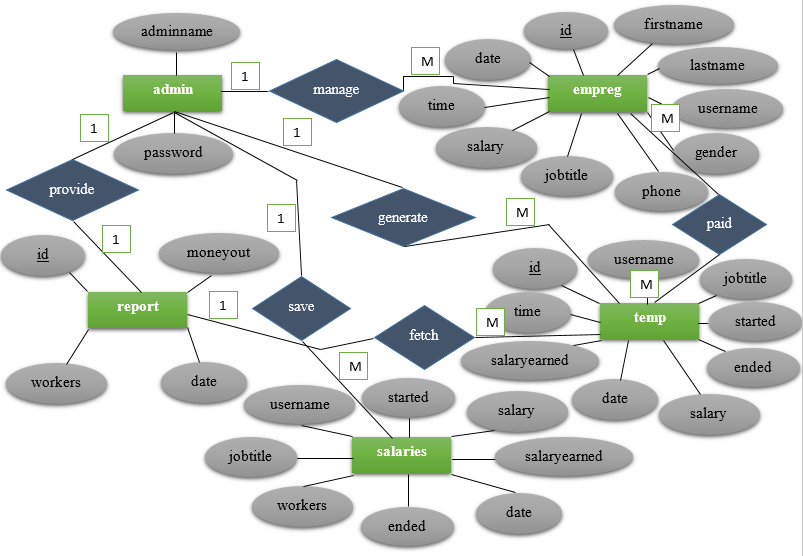 adminname
admin
password
1
manage
M
id
firstname
date
lastname
empreg
time
username
salary
M
gender
jobtitle
phone
1
1
provide
generate
M
paid
1
1
id
moneyout
report
workers
date
1
save
fetch
M
M
username
id
M
jobtitle
time
temp
started
salaryearned
ended
date
salary
username
started
salary
jobtitle
salaries
salaryearned
workers
ended
date